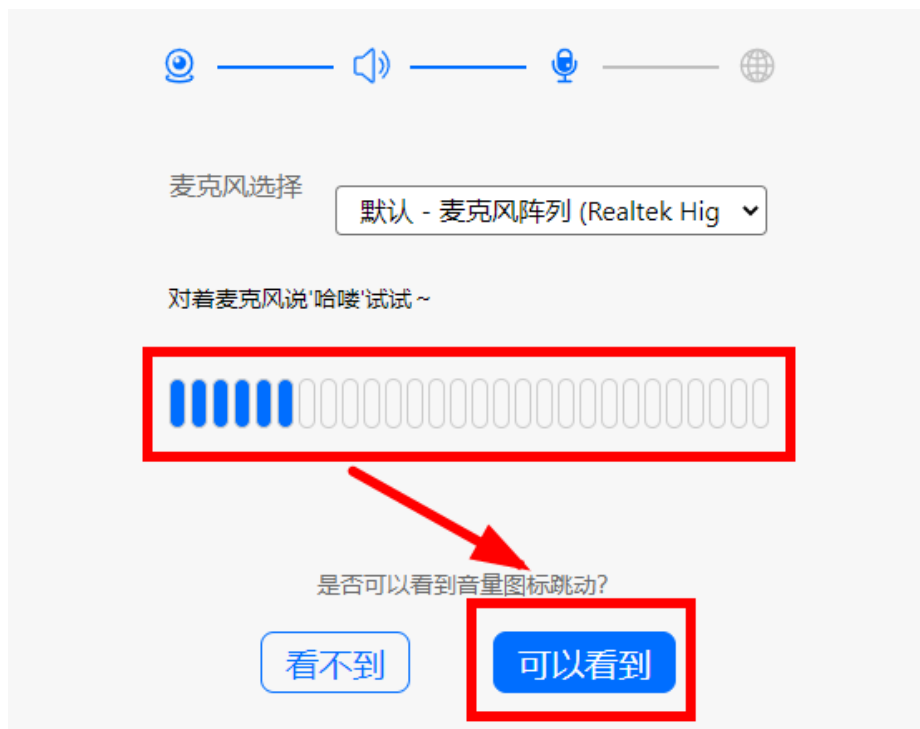 麦克风选择
默认 - 麦克风阵列 (Realtek Hig
对着麦克风说'哈喽'试试~
是否可以看到音量图标跳动?
看不到
可以看到